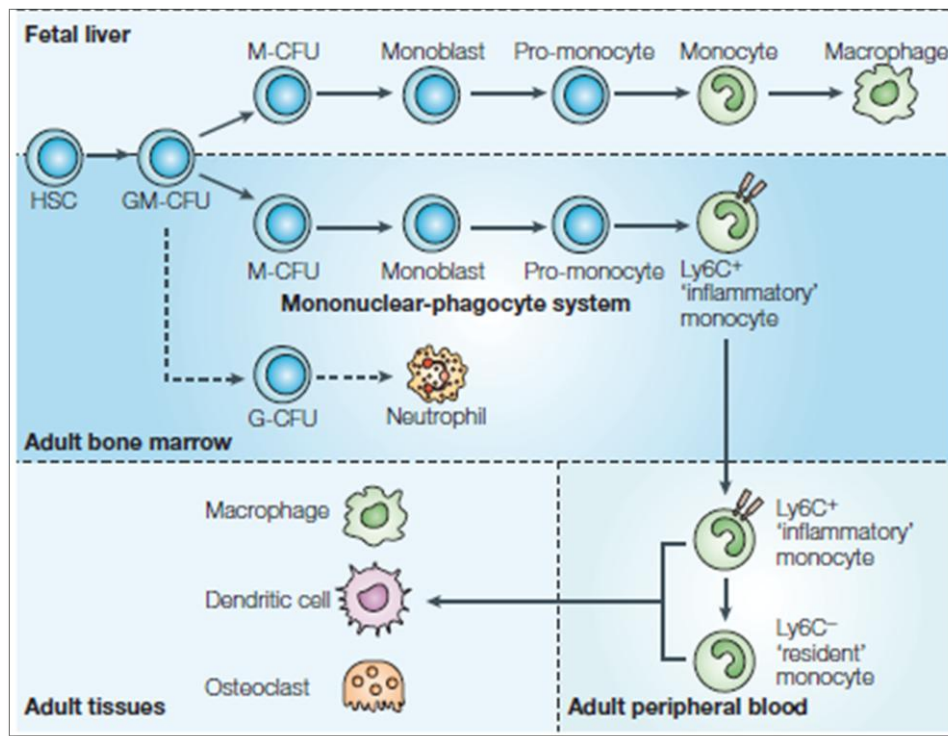 Fetal liver
M-CFU
Monoblast
Pro-monocyte
Monocyte
Macrophage
HSC
GM-CFU
M-CFU
Monoblast
Pro-monocyte
Ly6C⁺
‘inflammatory’
monocyte
Mononuclear-phagocyte system
G-CFU
Neutrophil
Adult bone marrow
Macrophage
Dendritic cell
Osteoclast
Adult tissues
Ly6C⁺
‘inflammatory’
monocyte
Ly6C⁻
‘resident’
monocyte
Adult peripheral blood